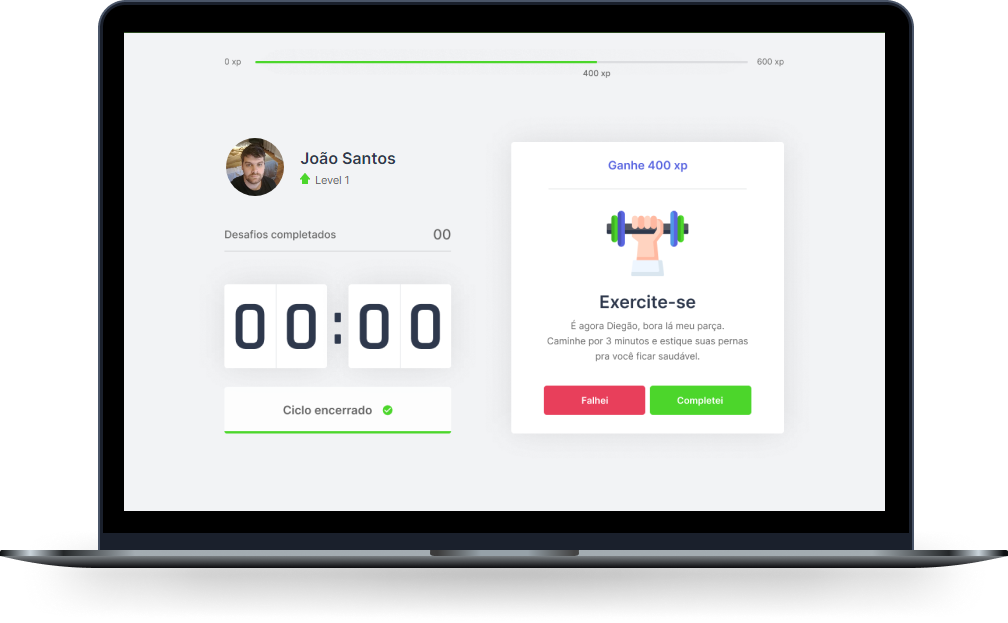 0 xp
400 xp
600 xp
João Santos
Level 1
Desafios completados 00
00:00
Ciclo encerrado
Ganhe 400 xp
Exercite-se
É agora Diegão, bora lá meu parça.
Caminhe por 3 minutos e estique suas pernas
pra você ficar saudável.
Falhei
Completei